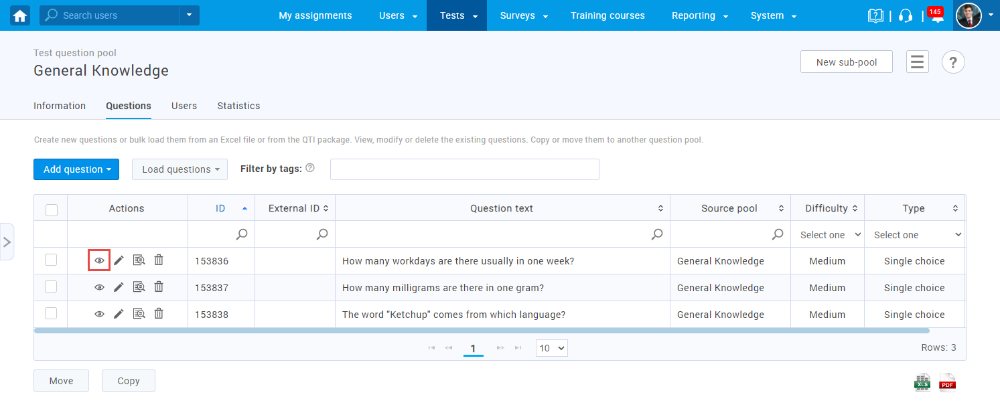 Search users
My assignments
Users
Tests
Surveys
Training courses
Reporting
System
145
Test question pool
General Knowledge
New sub-pool
?
Information
Questions
Users
Statistics
Create new questions or bulk load them from an Excel file or from the QTI package. View, modify or delete the existing questions. Copy or move them to another question pool.
Add question
Load questions
Filter by tags: ?
Actions ID External ID Question text Source pool Difficulty Type
Select one Select one
153836 How many workdays are there usually in one week? General Knowledge Medium Single choice
153837 How many milligrams are there in one gram? General Knowledge Medium Single choice
153838 The word "Ketchup" comes from which language? General Knowledge Medium Single choice
1
10
Rows: 3
Move
Copy
XLS
PDF